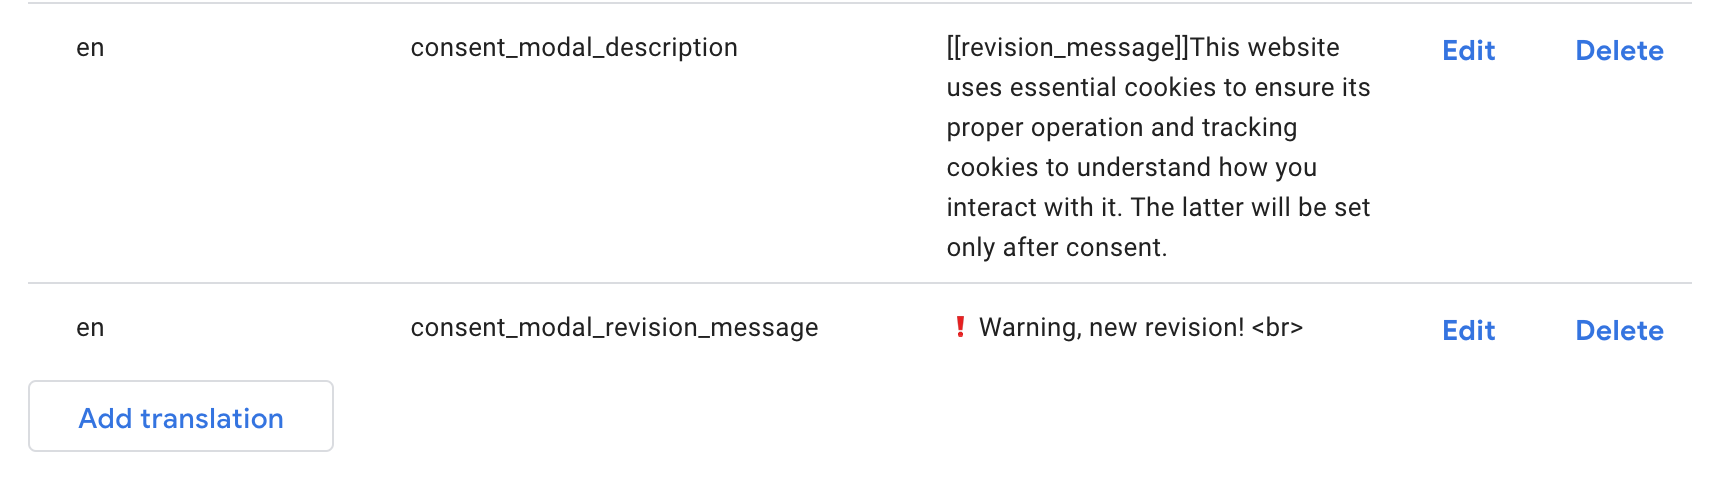 en consent_modal_description [[revision_message]]This website Edit Delete
uses essential cookies to ensure its
proper operation and tracking
cookies to understand how you
interact with it. The latter will be set
only after consent.
en consent_modal_revision_message ❗ Warning, new revision! <br> Edit Delete
Add translation